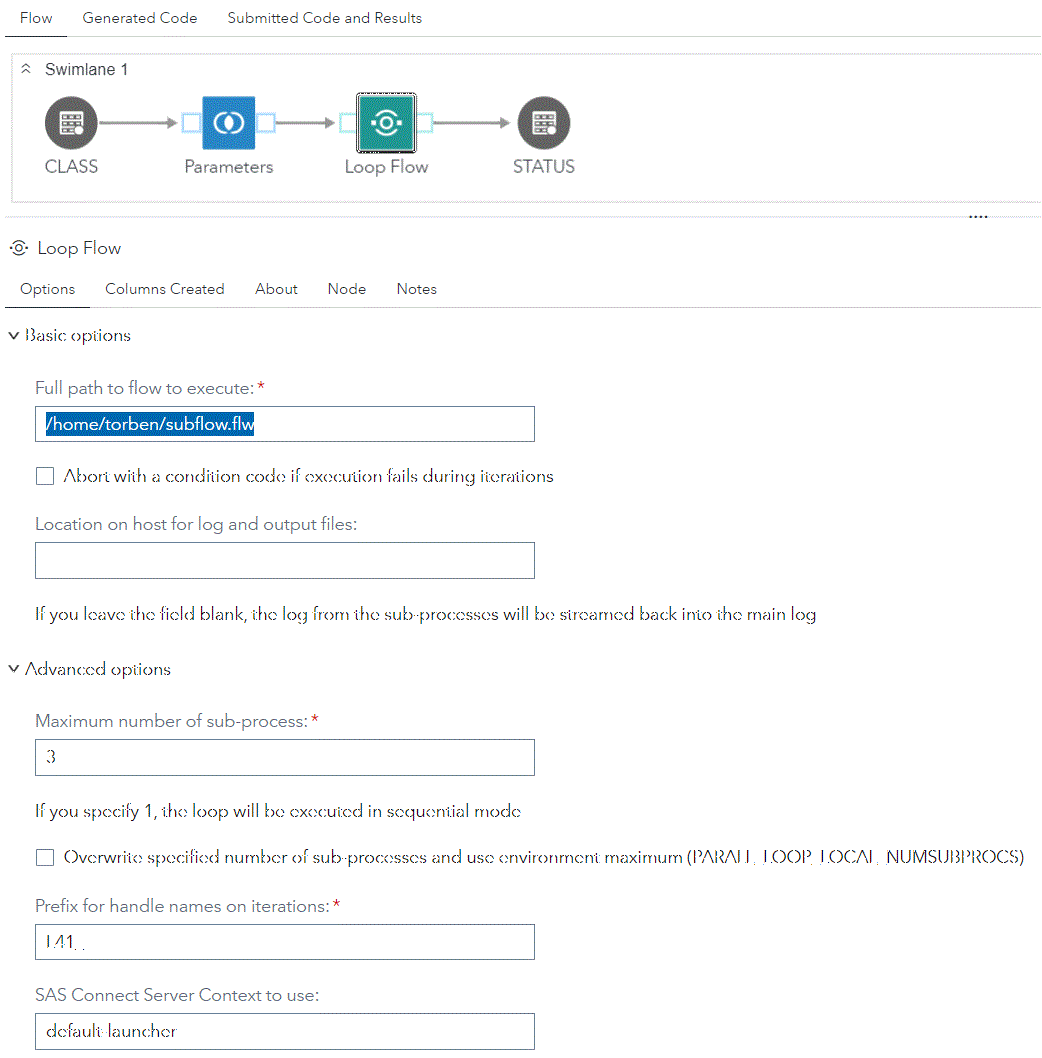 Flow Generated Code Submitted Code and Results
Swimlane 1
CLASS Parameters Loop Flow STATUS
Loop Flow
Options Columns Created About Node Notes
Basic options
Full path to flow to execute: *
/home/torben/subflow.flw
Abort with a condition code if execution fails during iterations
Location on host for log and output files:
If you leave the field blank, the log from the sub-processes will be streamed back into the main log
Advanced options
Maximum number of sub-process: *
3
If you specify 1, the loop will be executed in sequential mode
Overwrite specified number of sub-processes and use environment maximum (PARALL_LOOP_LOCAL_NUMSUBPROCS)
Prefix for handle names on iterations: *
SAS Connect Server Context to use:
default-launcher